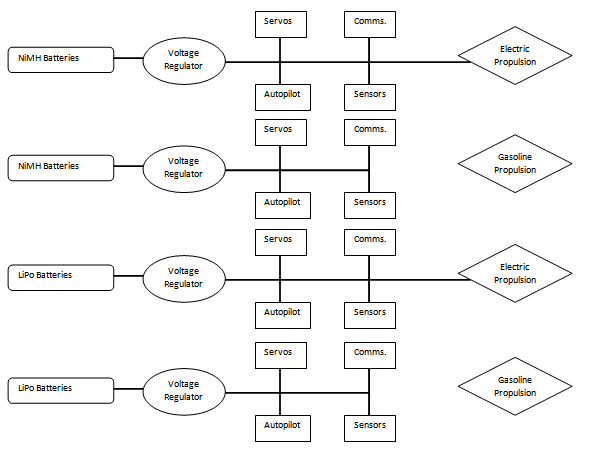 Servos
Comms.
NiMH Batteries
Voltage
Regulator
Electric
Propulsion
Autopilot
Sensors
Servos
Comms.
NiMH Batteries
Voltage
Regulator
Gasoline
Propulsion
Autopilot
Sensors
Servos
Comms.
LiPo Batteries
Voltage
Regulator
Electric
Propulsion
Autopilot
Sensors
Servos
Comms.
LiPo Batteries
Voltage
Regulator
Gasoline
Propulsion
Autopilot
Sensors